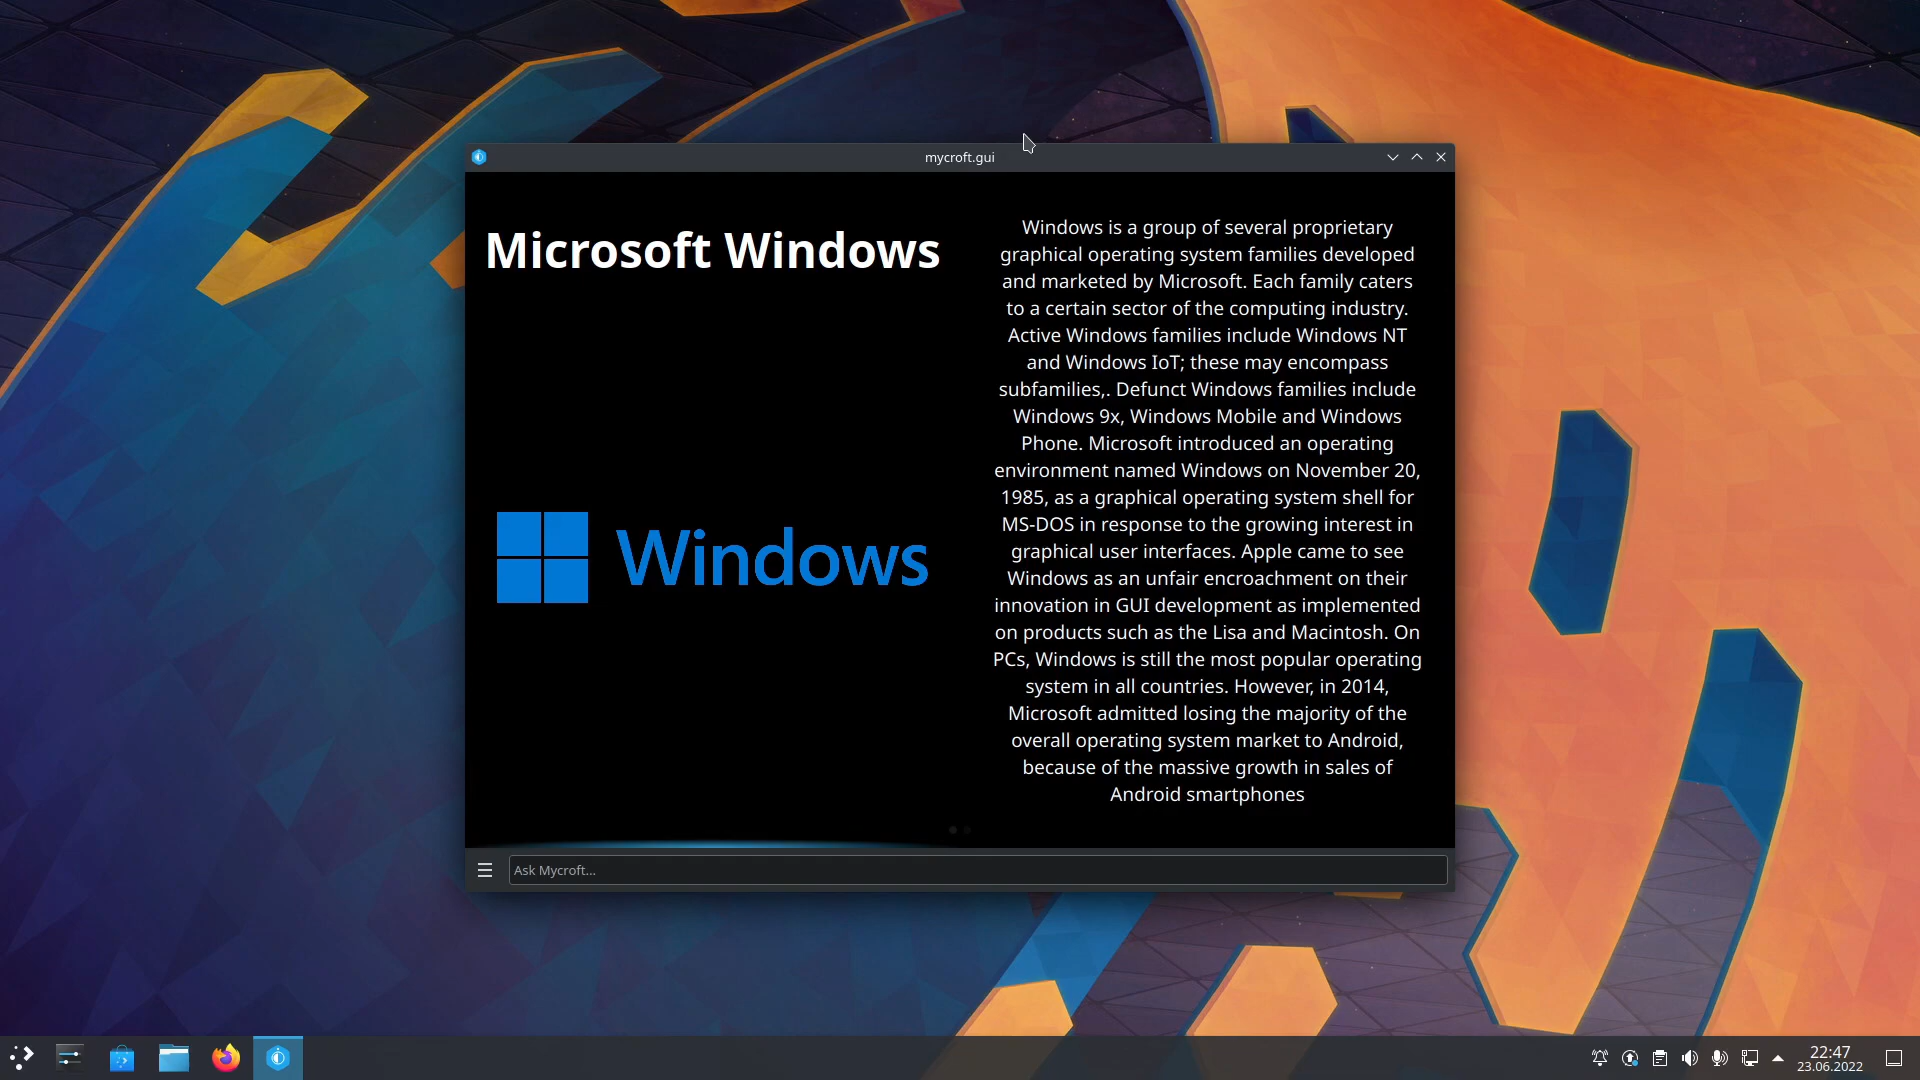 mycroft.gui
Microsoft Windows
Windows
Windows is a group of several proprietary
graphical operating system families developed
and marketed by Microsoft. Each family caters
to a certain sector of the computing industry.
Active Windows families include Windows NT
and Windows IoT; these may encompass
subfamilies,. Defunct Windows families include
Windows 9x, Windows Mobile and Windows
Phone. Microsoft introduced an operating
environment named Windows on November 20,
1985, as a graphical operating system shell for
MS-DOS in response to the growing interest in
graphical user interfaces. Apple came to see
Windows as an unfair encroachment on their
innovation in GUI development as implemented
on products such as the Lisa and Macintosh. On
PCs, Windows is still the most popular operating
system in all countries. However, in 2014,
Microsoft admitted losing the majority of the
overall operating system market to Android,
because of the massive growth in sales of
Android smartphones
Ask Mycroft...
22:47
23.06.2022